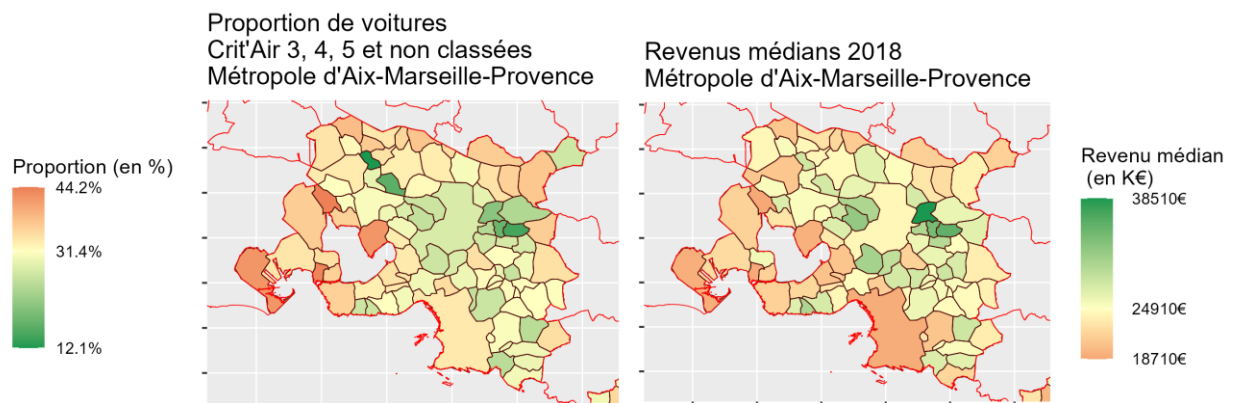 Proportion de voitures
Crit'Air 3, 4, 5 et non classées
Métropole d'Aix-Marseille-Provence
Proportion (en %)
44.2%
31.4%
12.1%
Revenus médians 2018
Métropole d'Aix-Marseille-Provence
Revenu médian
(en K€)
38510€
24910€
18710€